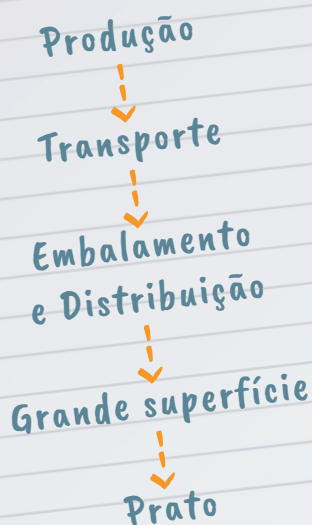 Produção
Transporte
Embalamento
e Distribuição
Grande superfície
Prato